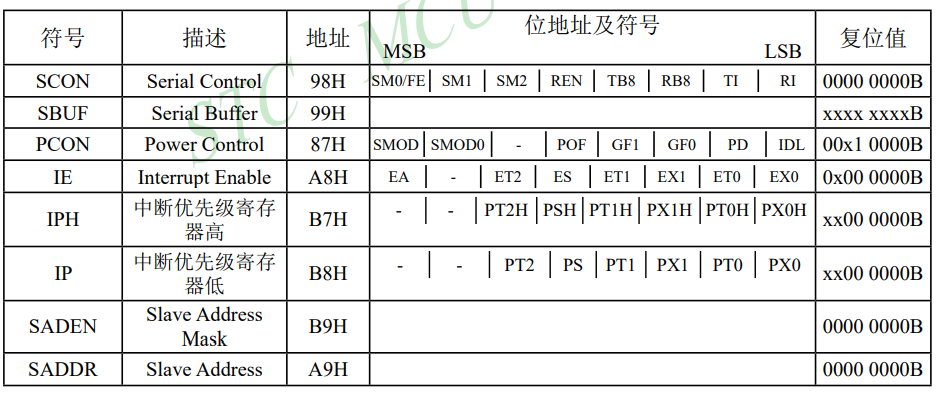 符号 描述 地址 位地址及符号 复位值
MSB LSB
SCON Serial Control 98H SM0/FE SM1 SM2 REN TB8 RB8 TI RI 0000 0000B
SBUF Serial Buffer 99H xxxx xxxxB
PCON Power Control 87H SMOD SMOD0 - POF GF1 GF0 PD IDL 00x1 0000B
IE Interrupt Enable A8H EA - ET2 ES ET1 EX1 ET0 EX0 0x00 0000B
IPH 中断优先级寄存 B7H - - PT2H PSH PT1H PX1H PT0H PX0H xx00 0000B
器高
IP 中断优先级寄存 B8H - - PT2 PS PT1 PX1 PT0 PX0 xx00 0000B
器低
SADEN Slave Address B9H 0000 0000B
Mask
SADDR Slave Address A9H 0000 0000B
STC MCU